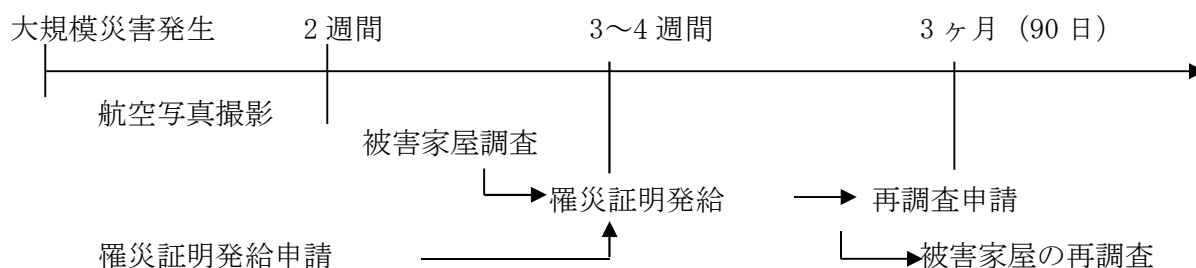 大規模災害発生 2週間 3~4週間 3ヶ月（90日）
航空写真撮影
被害家屋調査
罹災証明発給 再調査申請
罹災証明発給申請 被害家屋の再調査